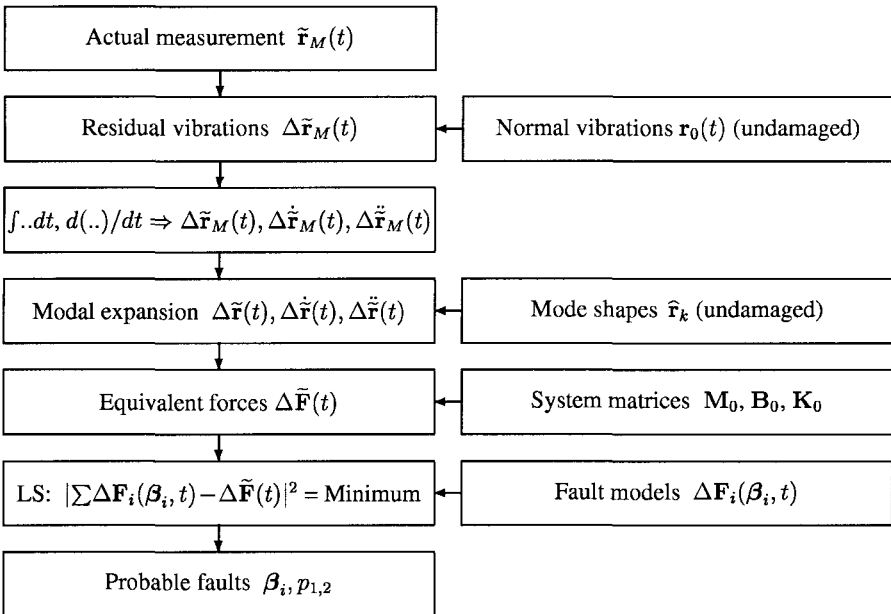 Actual measurement r̃_M(t)
Residual vibrations Δr̃_M(t)
Normal vibrations r_0(t) (undamaged)
∫..dt, d(..)/dt ⇒ Δr̃_M(t), Δṙ̃_M(t), Δr̈̃_M(t)
Modal expansion Δr̃(t), Δṙ̃(t), Δr̈̃(t)
Mode shapes r̂_k (undamaged)
Equivalent forces ΔF̃(t)
System matrices M_0, B_0, K_0
LS: |∑ΔF_i(β_i, t) − ΔF̃(t)|² = Minimum
Fault models ΔF_i(β_i, t)
Probable faults β_i, p_{1,2}